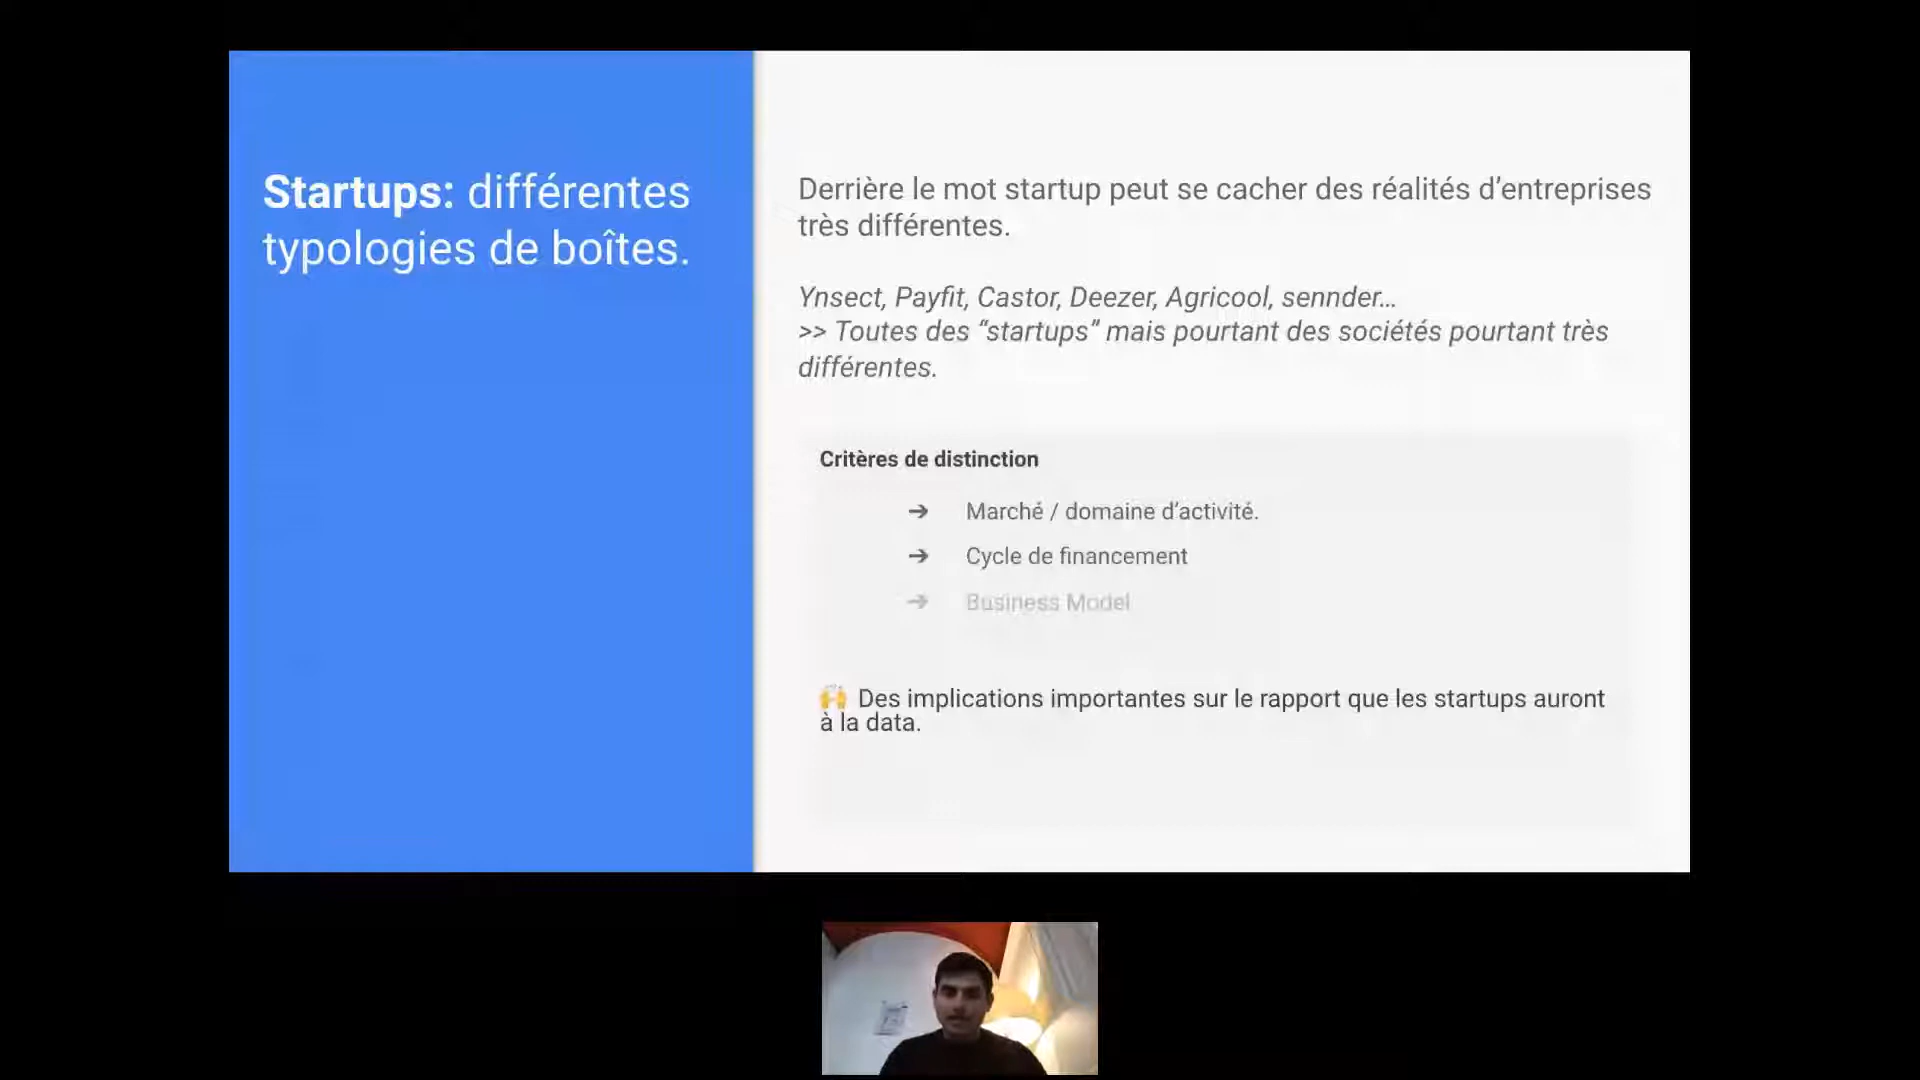 Startups: différentes
typologies de boîtes.
Derrière le mot startup peut se cacher des réalités d’entreprises
très différentes.
Ynsect, Payfit, Castor, Deezer, Agricool, sennder...
>> Toutes des “startups” mais pourtant des sociétés pourtant très
différentes.
Critères de distinction
➔ Marché / domaine d’activité.
➔ Cycle de financement
➔ Business Model
🙌 Des implications importantes sur le rapport que les startups auront
à la data.